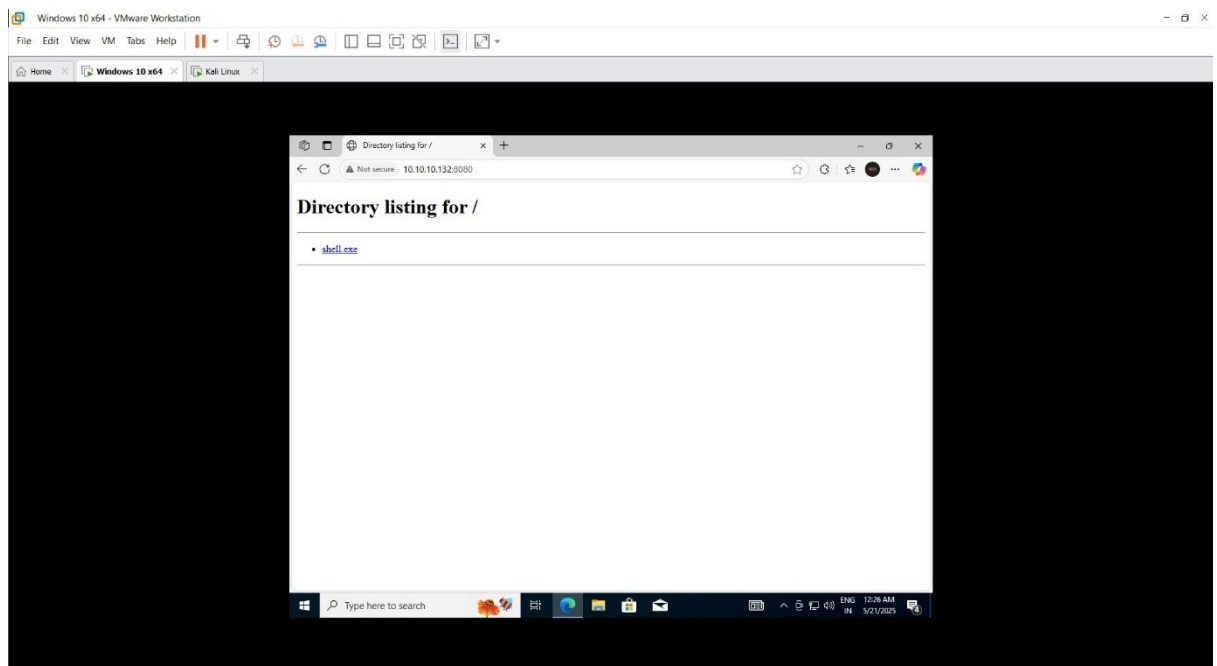 Windows 10 x64 - VMware Workstation
File Edit View VM Tabs Help
Home Windows 10 x64 Kali Linux
Directory listing for /
Not secure 10.10.10.132:8080
Directory listing for /
shell.exe
Type here to search
ENG 12:26 AM
IN 5/21/2025